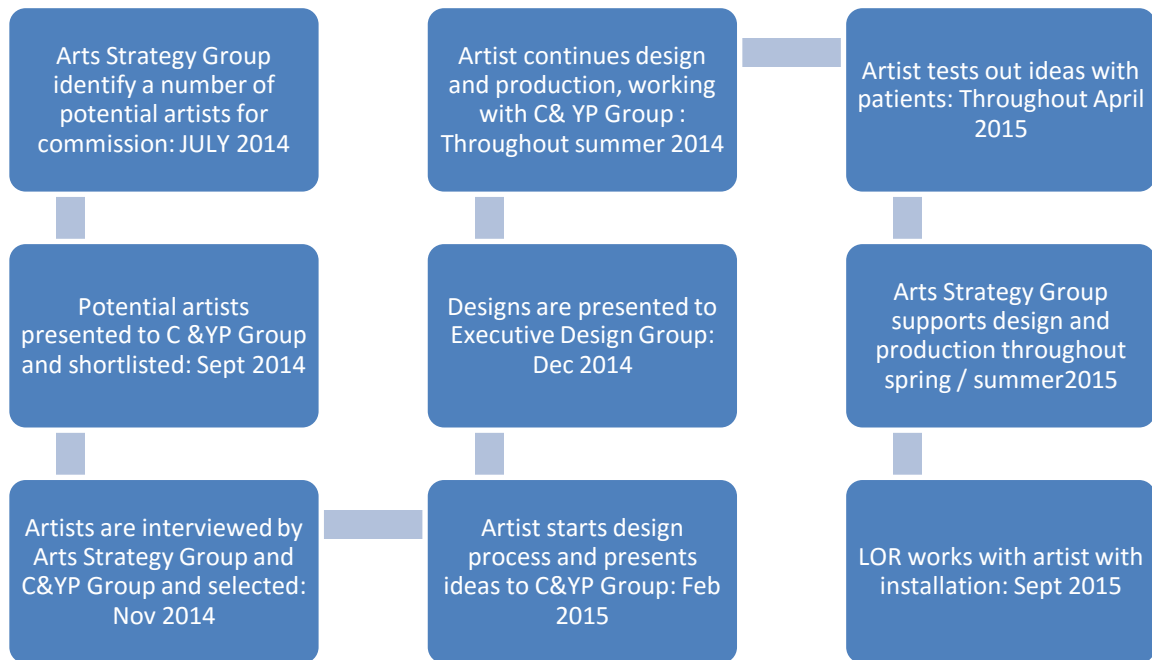 Arts Strategy Group
identify a number of
potential artists for
commission: JULY 2014
Potential artists
presented to C &YP Group
and shortlisted: Sept 2014
Artists are interviewed by
Arts Strategy Group and
C&YP Group and selected:
Nov 2014
Artist starts design
process and presents
ideas to C&YP Group: Feb
2015
Designs are presented to
Executive Design Group:
Dec 2014
Artist continues design
and production, working
with C& YP Group :
Throughout summer 2014
Artist tests out ideas with
patients: Throughout April
2015
Arts Strategy Group
supports design and
production throughout
spring / summer2015
LOR works with artist with
installation: Sept 2015